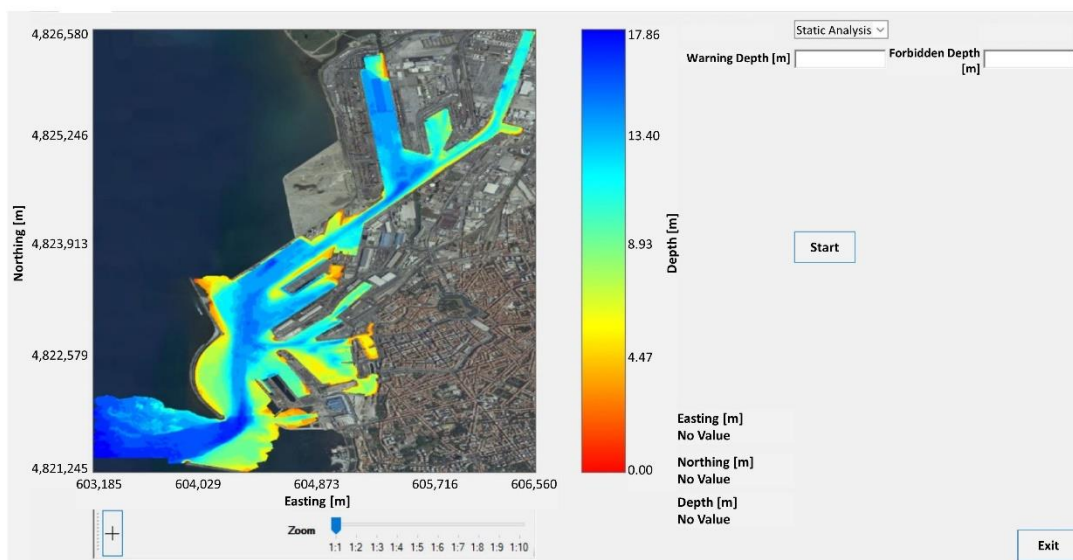 4,826,580
4,825,246
4,823,913
4,822,579
4,821,245
Northing [m]
603,185
604,029
604,873
605,716
606,560
Easting [m]
Zoom
1:1 1:2 1:3 1:4 1:5 1:6 1:7 1:8 1:9 1:10
17.86
13.40
8.93
4.47
0.00
Depth [m]
Static Analysis
Warning Depth [m]
Forbidden Depth
[m]
Start
Easting [m]
No Value
Northing [m]
No Value
Depth [m]
No Value
Exit